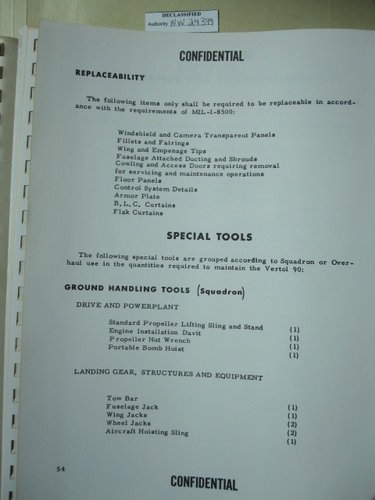 DECLASSIFIED
Authority NW 24399
CONFIDENTIAL
REPLACEABILITY
The following items only shall be required to be replaceable in accord-
ance with the requirements of MIL-I-8500:
Windshield and Camera Transparent Panels
Fillets and Fairings
Wing and Empenage Tips
Fuselage Attached Ducting and Shrouds
Cowling and Access Doors requiring removal
for servicing and maintenance operations
Floor Panels
Control System Details
Armor Plate
B.L.C. Curtains
Flak Curtains
SPECIAL TOOLS
The following special tools are grouped according to Squadron or Over-
haul use in the quantities required to maintain the Vertol 90:
GROUND HANDLING TOOLS (Squadron)
DRIVE AND POWERPLANT
Standard Propeller Lifting Sling and Stand (1)
Engine Installation Davit (1)
Propeller Nut Wrench (1)
Portable Bomb Hoist (1)
LANDING GEAR, STRUCTURES AND EQUIPMENT
Tow Bar (1)
Fuselage Jack (1)
Wing Jacks (2)
Wheel Jacks (2)
Aircraft Hoisting Sling (1)
54
CONFIDENTIAL